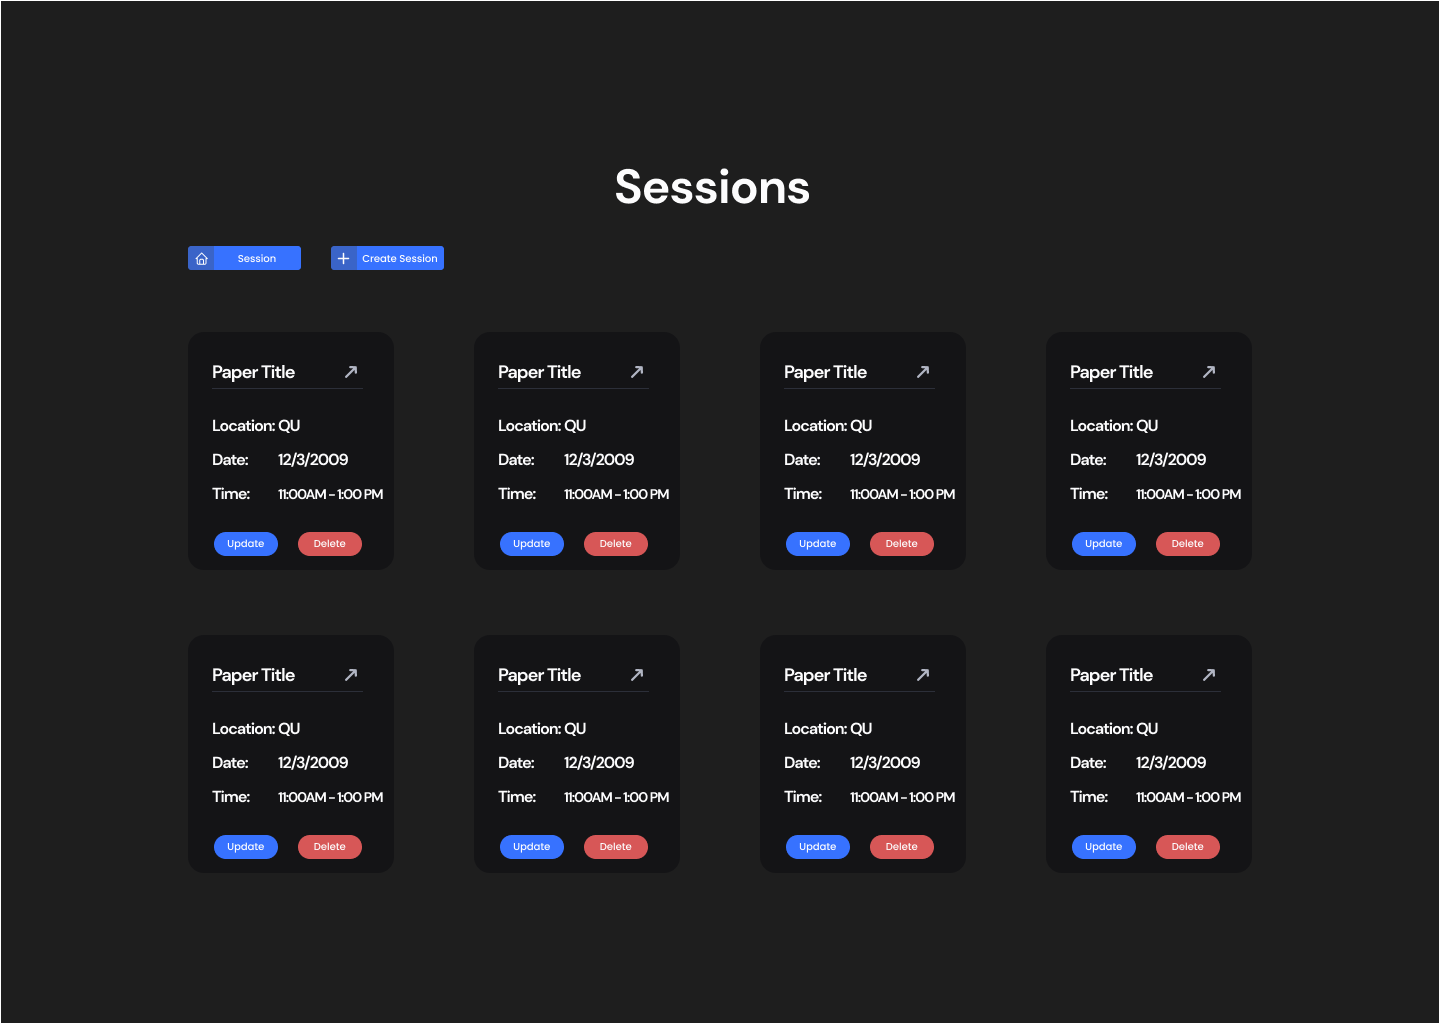 Sessions
Session
Create Session
Paper Title
Location: QU
Date: 12/3/2009
Time: 11:00AM - 1:00 PM
Update Delete
Paper Title
Location: QU
Date: 12/3/2009
Time: 11:00AM - 1:00 PM
Update Delete
Paper Title
Location: QU
Date: 12/3/2009
Time: 11:00AM - 1:00 PM
Update Delete
Paper Title
Location: QU
Date: 12/3/2009
Time: 11:00AM - 1:00 PM
Update Delete
Paper Title
Location: QU
Date: 12/3/2009
Time: 11:00AM - 1:00 PM
Update Delete
Paper Title
Location: QU
Date: 12/3/2009
Time: 11:00AM - 1:00 PM
Update Delete
Paper Title
Location: QU
Date: 12/3/2009
Time: 11:00AM - 1:00 PM
Update Delete
Paper Title
Location: QU
Date: 12/3/2009
Time: 11:00AM - 1:00 PM
Update Delete